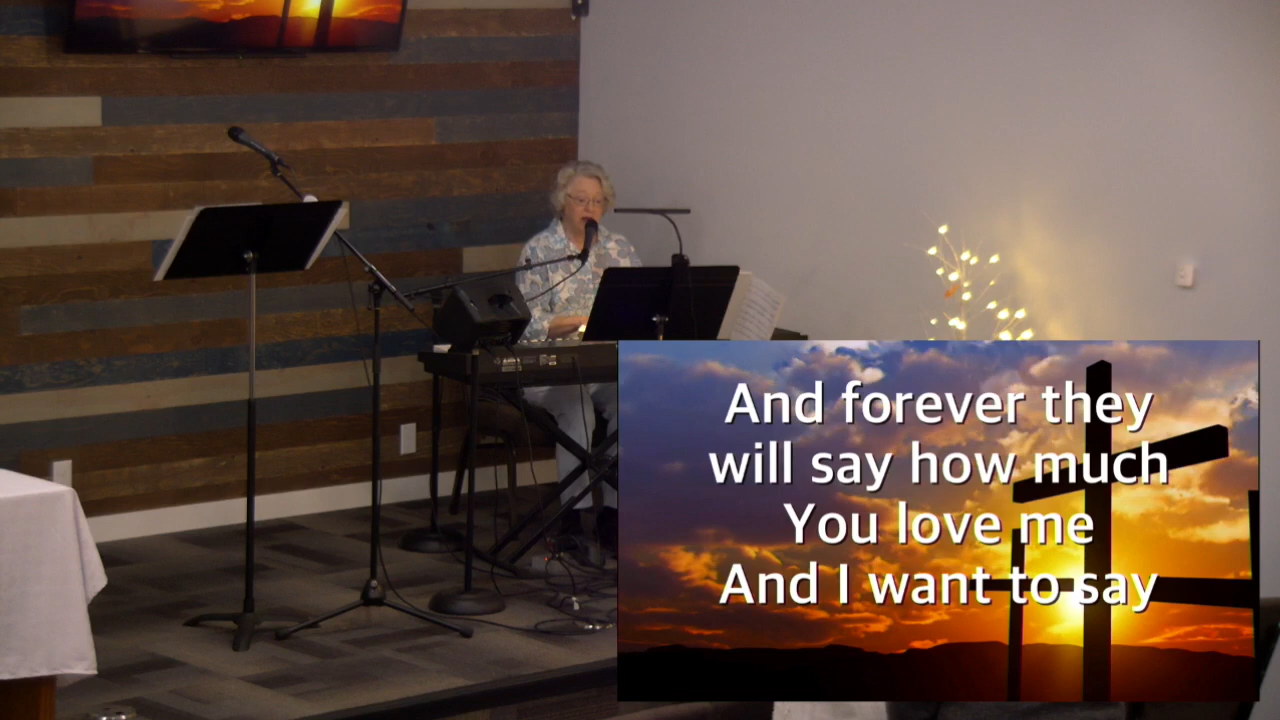 And forever they
will say how much
You love me
And I want to say